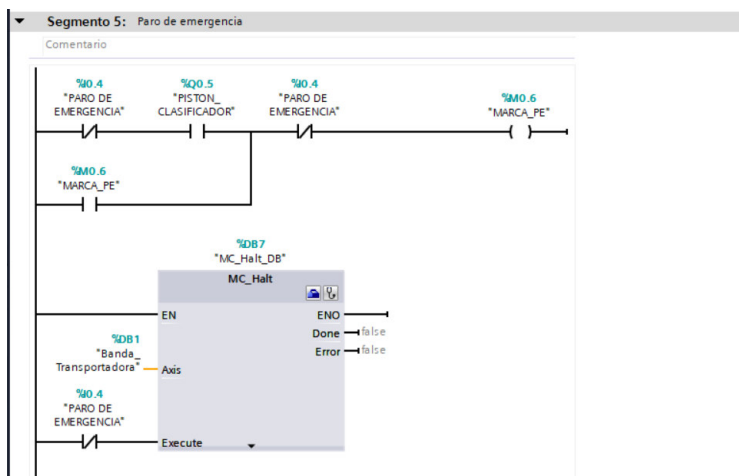 Segmento 5: Paro de emergencia
Comentario
%I0.4
"PARO DE
EMERGENCIA"
%Q0.5
"PISTON_
CLASIFICADOR"
%I0.4
"PARO DE
EMERGENCIA"
%M0.6
"MARCA_PE"
%M0.6
"MARCA_PE"
%DB7
"MC_Halt_DB"
MC_Halt
EN
ENO
Done
false
Error
false
%DB1
"Banda_
Transportadora"
Axis
%I0.4
"PARO DE
EMERGENCIA"
Execute